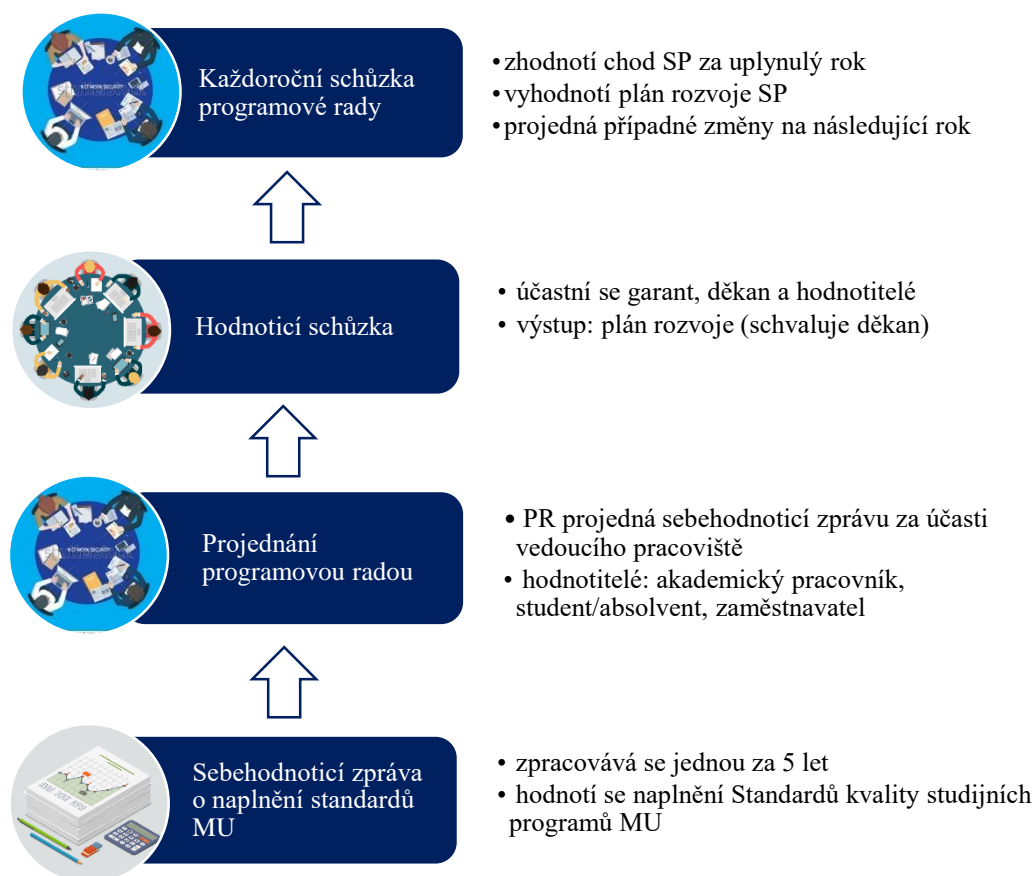 Každoroční schůzka
programové rady
•zhodnotí chod SP za uplynulý rok
•vyhodnotí plán rozvoje SP
•projedná případné změny na následující rok
Hodnoticí schůzka
• účastní se garant, děkan a hodnotitelé
• výstup: plán rozvoje (schvaluje děkan)
Projednání
programovou radou
• PR projedná sebehodnoticí zprávu za účasti
vedoucího pracoviště
• hodnotitelé: akademický pracovník,
student/absolvent, zaměstnavatel
Sebehodnoticí zpráva
o naplnění standardů
MU
• zpracovává se jednou za 5 let
• hodnotí se naplnění Standardů kvality studijních
programů MU